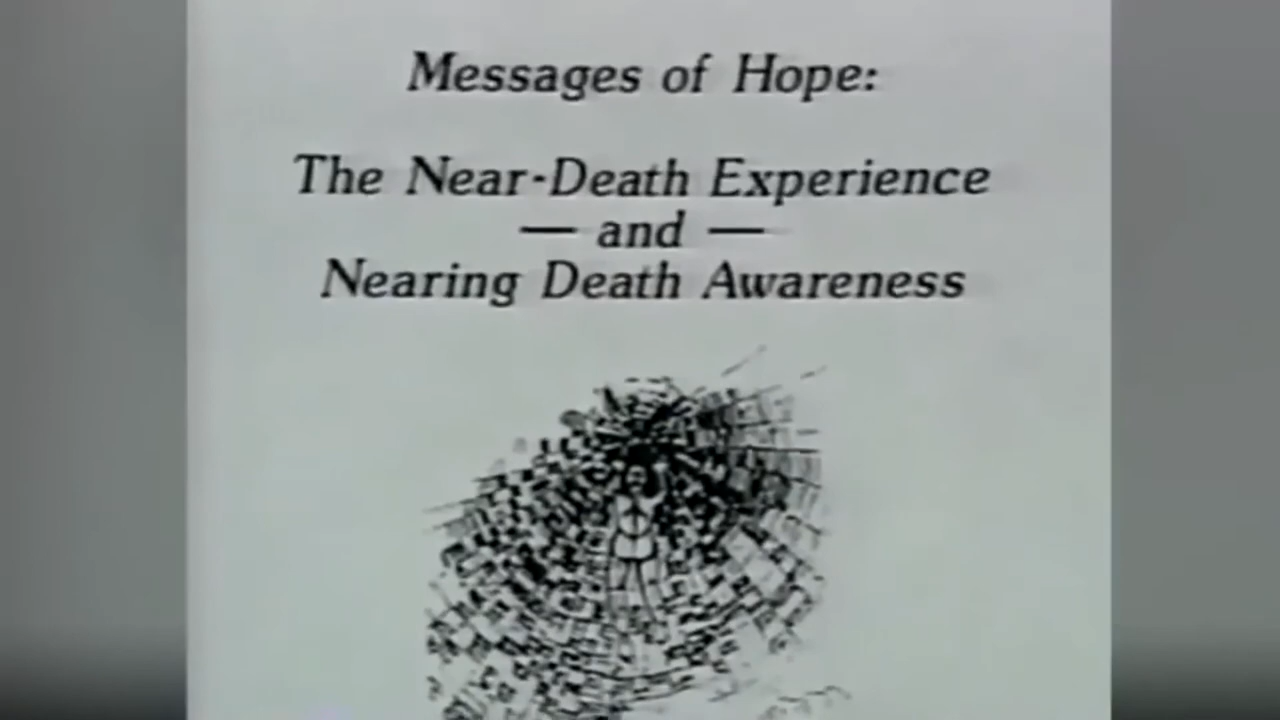 Messages of Hope:
The Near-Death Experience
— and —
Nearing Death Awareness